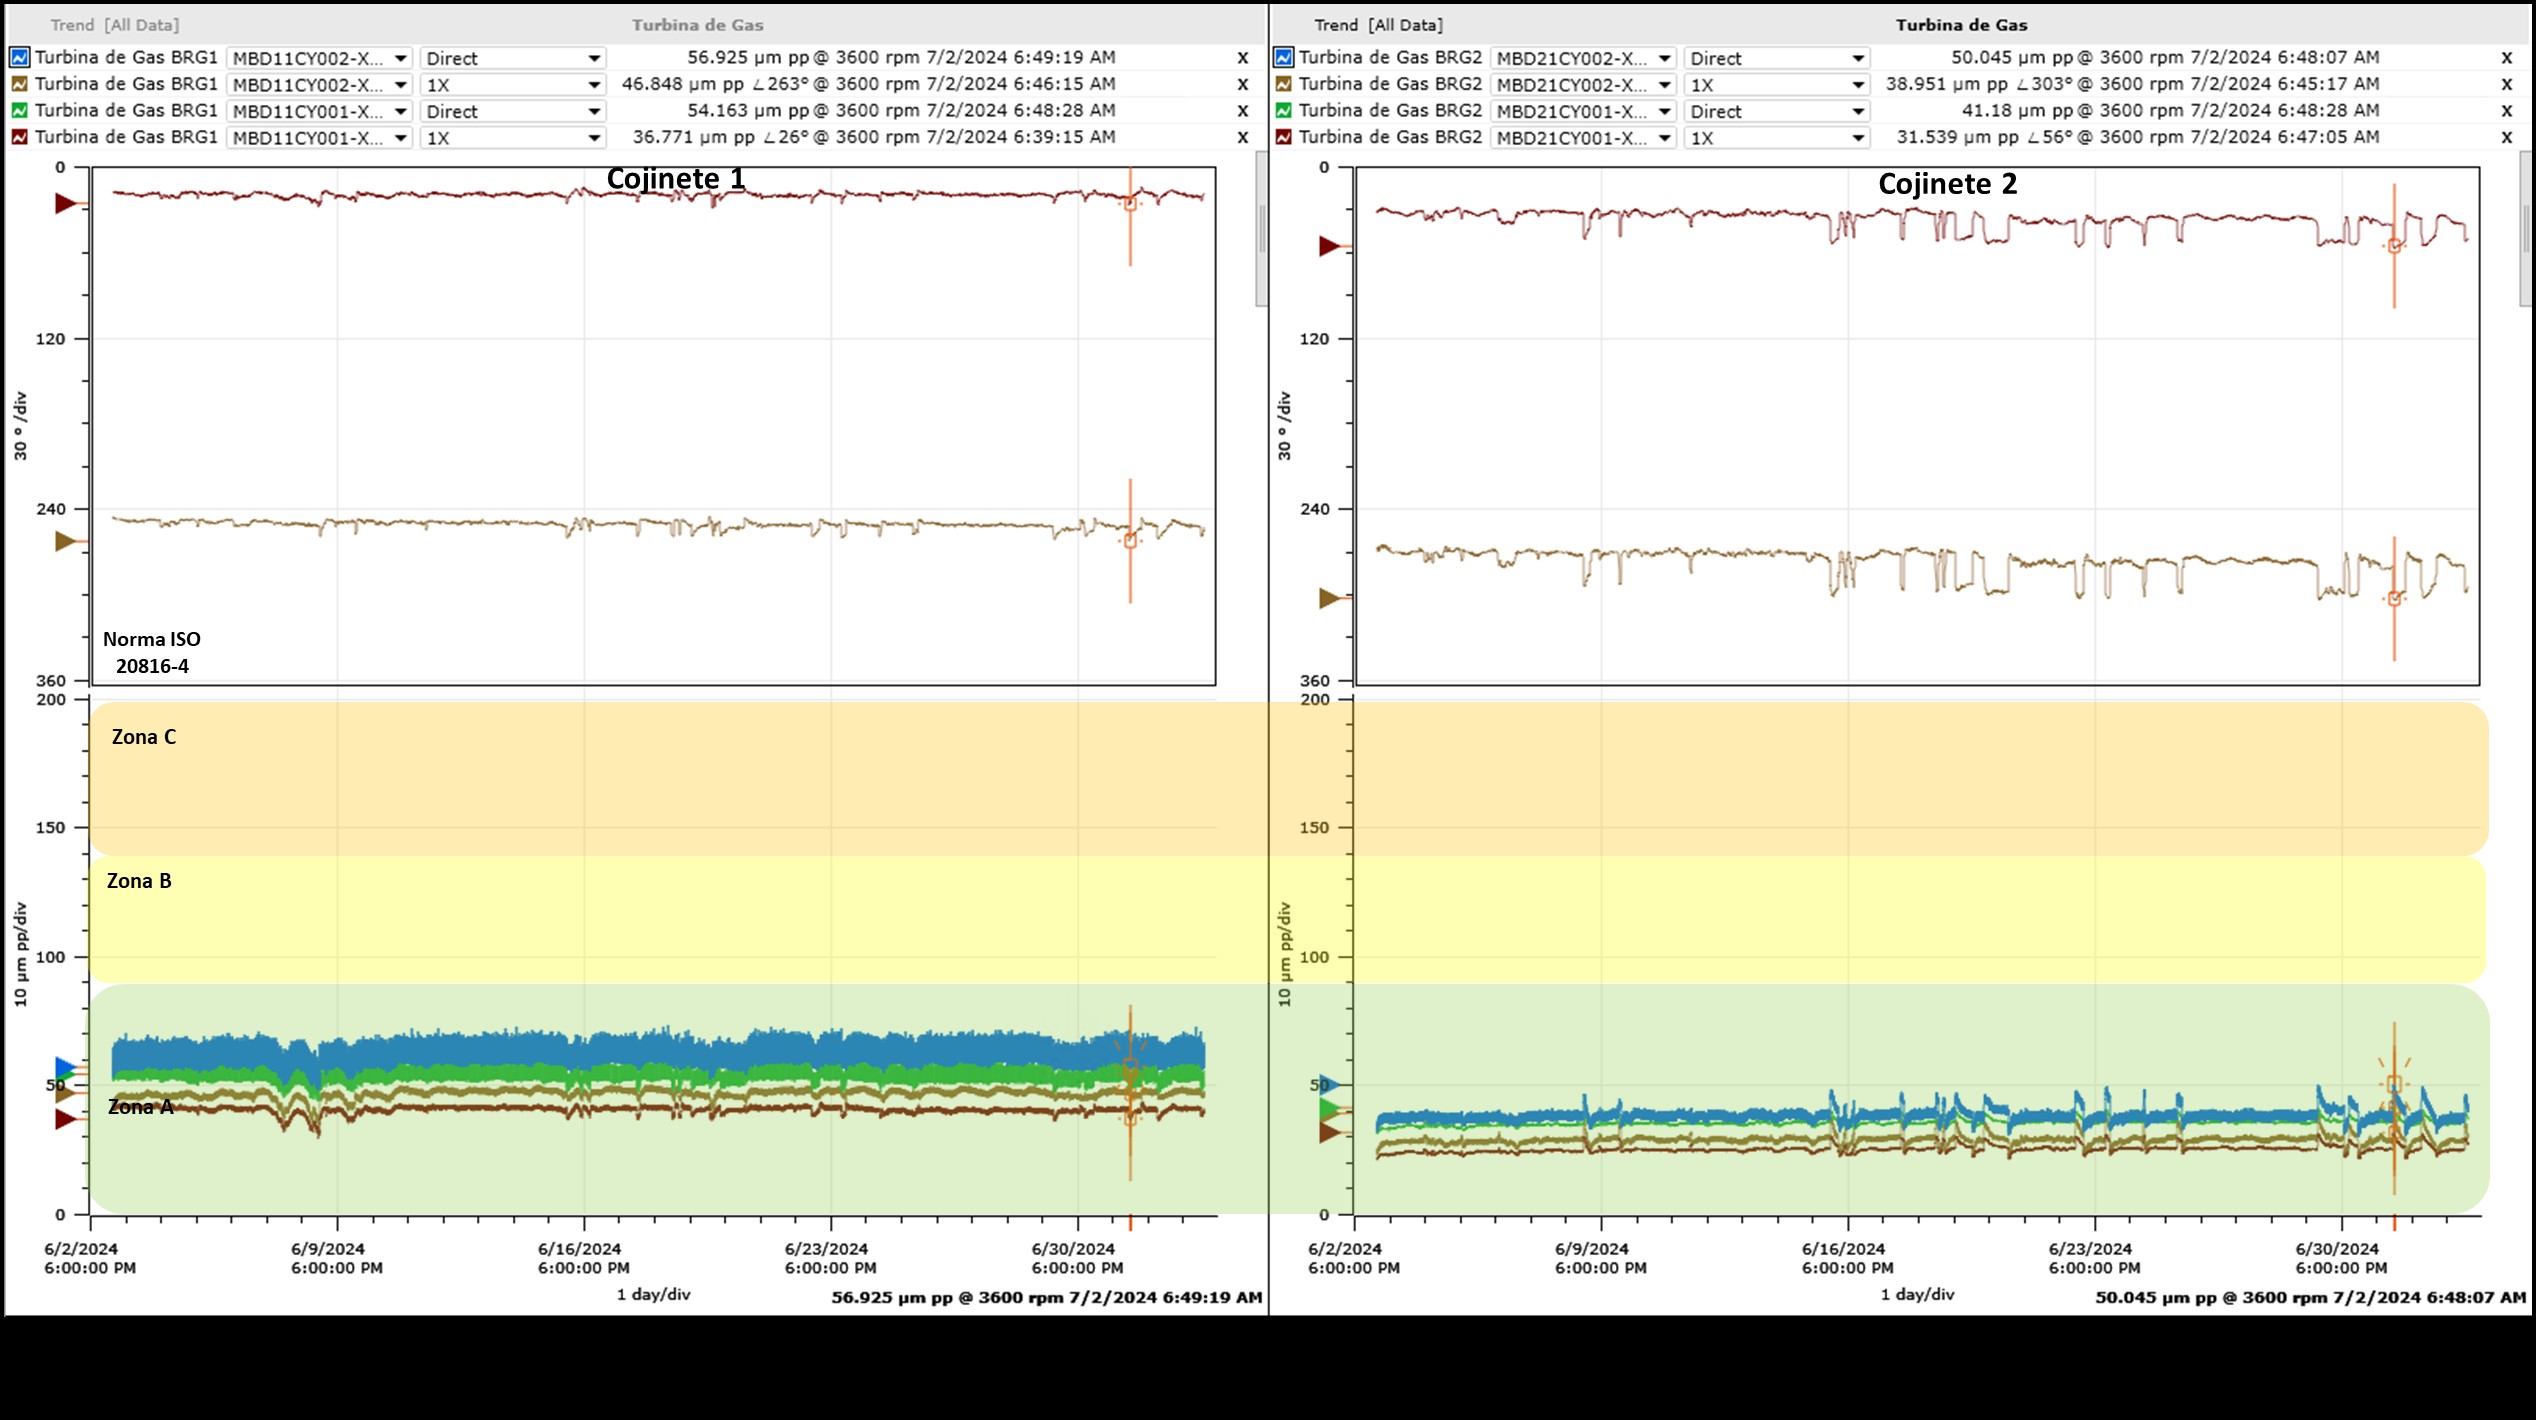 Trend [All Data] Turbina de Gas
Turbina de Gas BRG1 MBD11CY002-X... Direct 56.925 µm pp @ 3600 rpm 7/2/2024 6:49:19 AM X
Turbina de Gas BRG1 MBD11CY002-X... 1X 46.848 µm pp ∠263° @ 3600 rpm 7/2/2024 6:46:15 AM X
Turbina de Gas BRG1 MBD11CY001-X... Direct 54.163 µm pp @ 3600 rpm 7/2/2024 6:48:28 AM X
Turbina de Gas BRG1 MBD11CY001-X... 1X 36.771 µm pp ∠26° @ 3600 rpm 7/2/2024 6:39:15 AM X
Cojinete 1
0
120
240
360
30 ° /div
Norma ISO
20816-4
200
150
100
50
0
10 µm pp/div
Zona C
Zona B
Zona A
6/2/2024 6/9/2024 6/16/2024 6/23/2024 6/30/2024
6:00:00 PM 6:00:00 PM 6:00:00 PM 6:00:00 PM 6:00:00 PM
1 day/div 56.925 µm pp @ 3600 rpm 7/2/2024 6:49:19 AM
Trend [All Data] Turbina de Gas
Turbina de Gas BRG2 MBD21CY002-X... Direct 50.045 µm pp @ 3600 rpm 7/2/2024 6:48:07 AM X
Turbina de Gas BRG2 MBD21CY002-X... 1X 38.951 µm pp ∠303° @ 3600 rpm 7/2/2024 6:45:17 AM X
Turbina de Gas BRG2 MBD21CY001-X... Direct 41.18 µm pp @ 3600 rpm 7/2/2024 6:48:28 AM X
Turbina de Gas BRG2 MBD21CY001-X... 1X 31.539 µm pp ∠56° @ 3600 rpm 7/2/2024 6:47:05 AM X
Cojinete 2
0
120
240
360
30 ° /div
200
150
100
50
0
10 µm pp/div
6/2/2024 6/9/2024 6/16/2024 6/23/2024 6/30/2024
6:00:00 PM 6:00:00 PM 6:00:00 PM 6:00:00 PM 6:00:00 PM
1 day/div 50.045 µm pp @ 3600 rpm 7/2/2024 6:48:07 AM